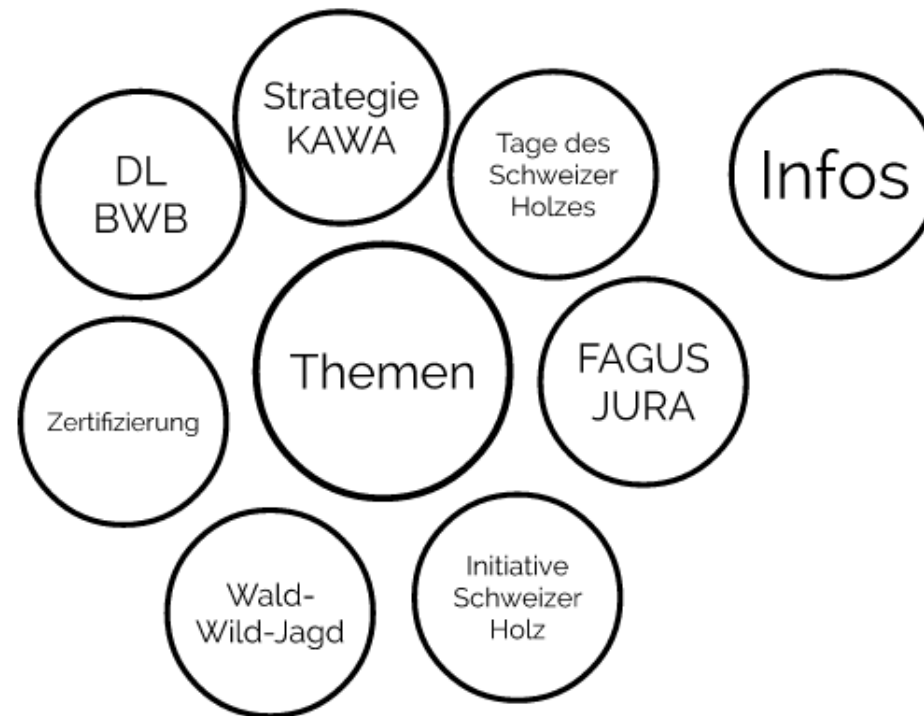 Strategie
KAWA
DL
BWB
Tage des
Schweizer
Holzes
Infos
Themen
FAGUS
JURA
Zertifizierung
Wald-
Wild-Jagd
Initiative
Schweizer
Holz